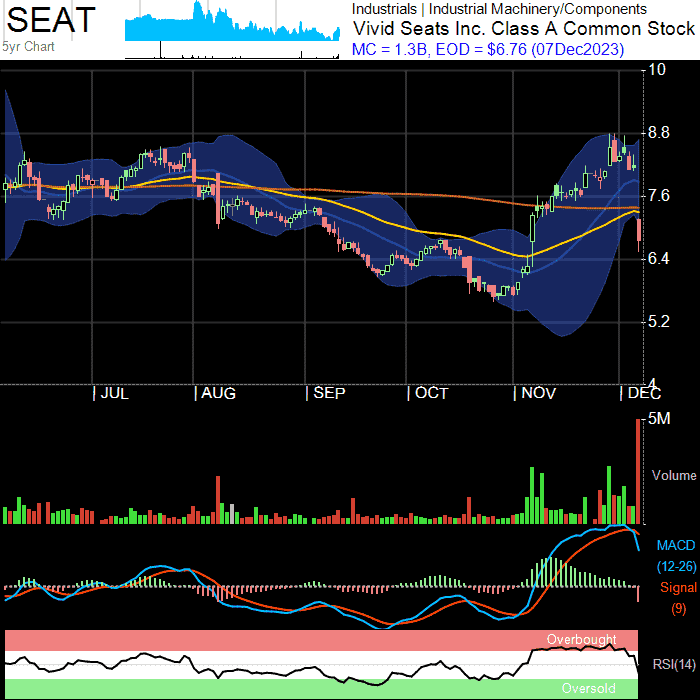 SEAT
5yr Chart
Industrials | Industrial Machinery/Components
Vivid Seats Inc. Class A Common Stock
MC = 1.3B, EOD = $6.76 (07Dec2023)
10
8.8
7.6
6.4
5.2
4
JUL
AUG
SEP
OCT
NOV
DEC
5M
Volume
MACD
(12-26)
Signal
(9)
Overbought
RSI(14)
Oversold